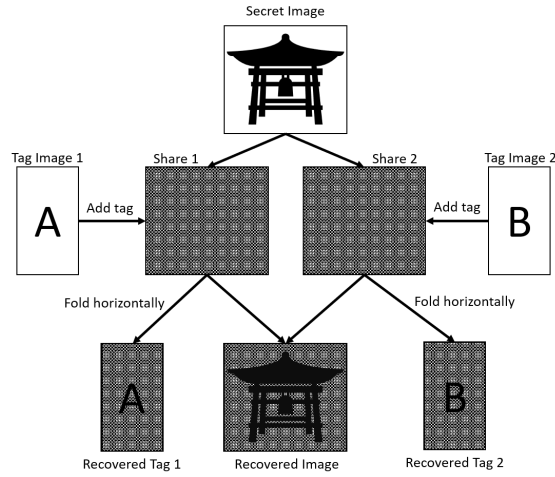 Secret Image
Tag Image 1
Share 1
Share 2
Tag Image 2
A
Add tag
Add tag
B
Fold horizontally
Fold horizontally
A
B
Recovered Tag 1
Recovered Image
Recovered Tag 2